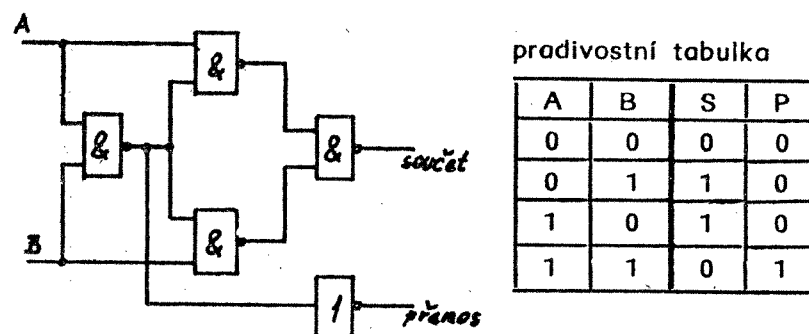 A
&
&
&
součet
B
&
1
přenos
pradivostní tabulka
A B S P
0 0 0 0
0 1 1 0
1 0 1 0
1 1 0 1